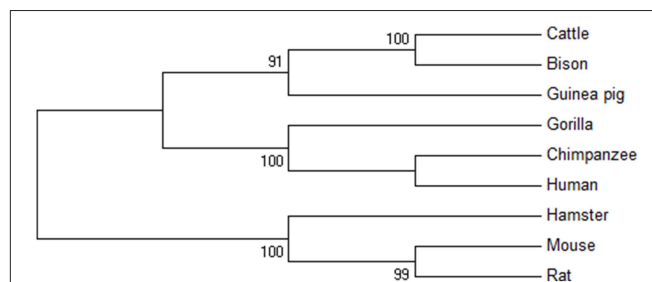 Cattle
100
Bison
91
Guinea pig
Gorilla
100
Chimpanzee
Human
Hamster
100
Mouse
99
Rat